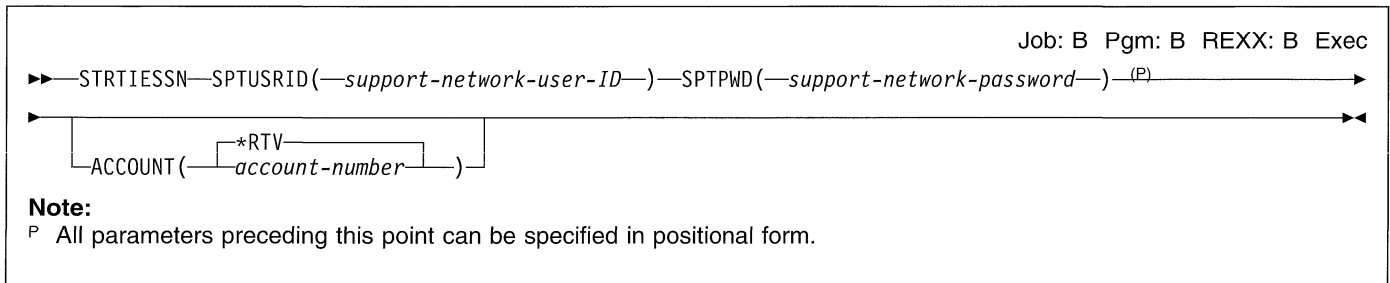 Job: B Pgm: B REXX: B Exec
STRTIESSN SPTUSRID( support-network-user-ID ) SPTPWD( support-network-password ) (P)
*RTV
ACCOUNT( account-number )
Note:
P All parameters preceding this point can be specified in positional form.